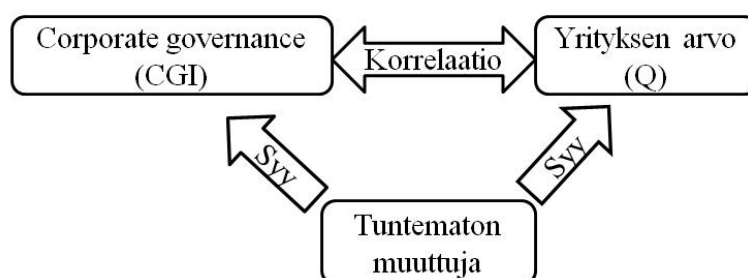 Corporate governance
(CGI)
Korrelaatio
Yrityksen arvo
(Q)
Syy
Syy
Tuntematon
muuttuja